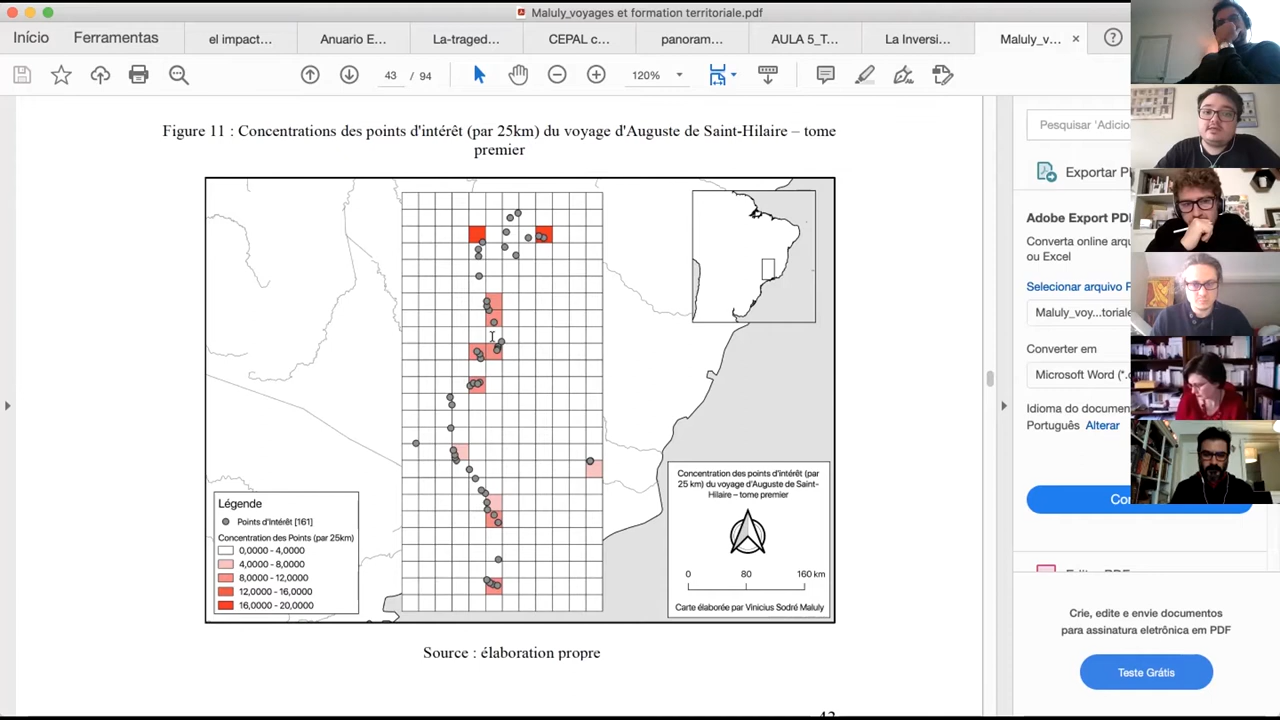 Maluly_voyages et formation territoriale.pdf
Início
Ferramentas
el impact...
Anuario E...
La-traged...
CEPAL c...
panoram...
AULA 5_T...
La Inversi...
Maluly_v...
43 / 94
120%
Figure 11 : Concentrations des points d'intérêt (par 25km) du voyage d'Auguste de Saint-Hilaire – tome
premier
Légende
Points d'Intérêt [161]
Concentration des Points (par 25km)
0,0000 - 4,0000
4,0000 - 8,0000
8,0000 - 12,0000
12,0000 - 16,0000
16,0000 - 20,0000
Concentration des points d'intérêt (par
25 km) du voyage d'Auguste de Saint-
Hilaire – tome premier
0 80 160 km
Carte élaborée par Vinicius Sodré Maluly
Source : élaboration propre
Pesquisar 'Adicio
Exportar P
Adobe Export PD
Converta online arqu
ou Excel
Selecionar arquivo
Maluly_voy...toriale.
Converter em
Microsoft Word (*.
Idioma do documen
Português Alterar
Crie, edite e envie documentos
para assinatura eletrônica em PDF
Teste Grátis